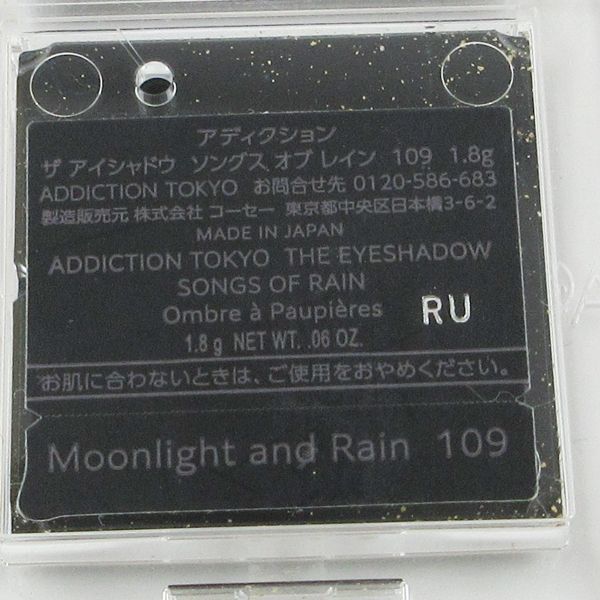 アディクション
ザ アイシャドウ ソングス オブ レイン 109 1.8g
ADDICTION TOKYO お問合せ先 0120-586-683
製造販売元 株式会社 コーセー 東京都中央区日本橋3-6-2
MADE IN JAPAN
ADDICTION TOKYO THE EYESHADOW
SONGS OF RAIN
Ombre à Paupières
RU
1.8 g NET WT. .06 OZ.
お肌に合わないときは、ご使用をおやめください。
Moonlight and Rain 109